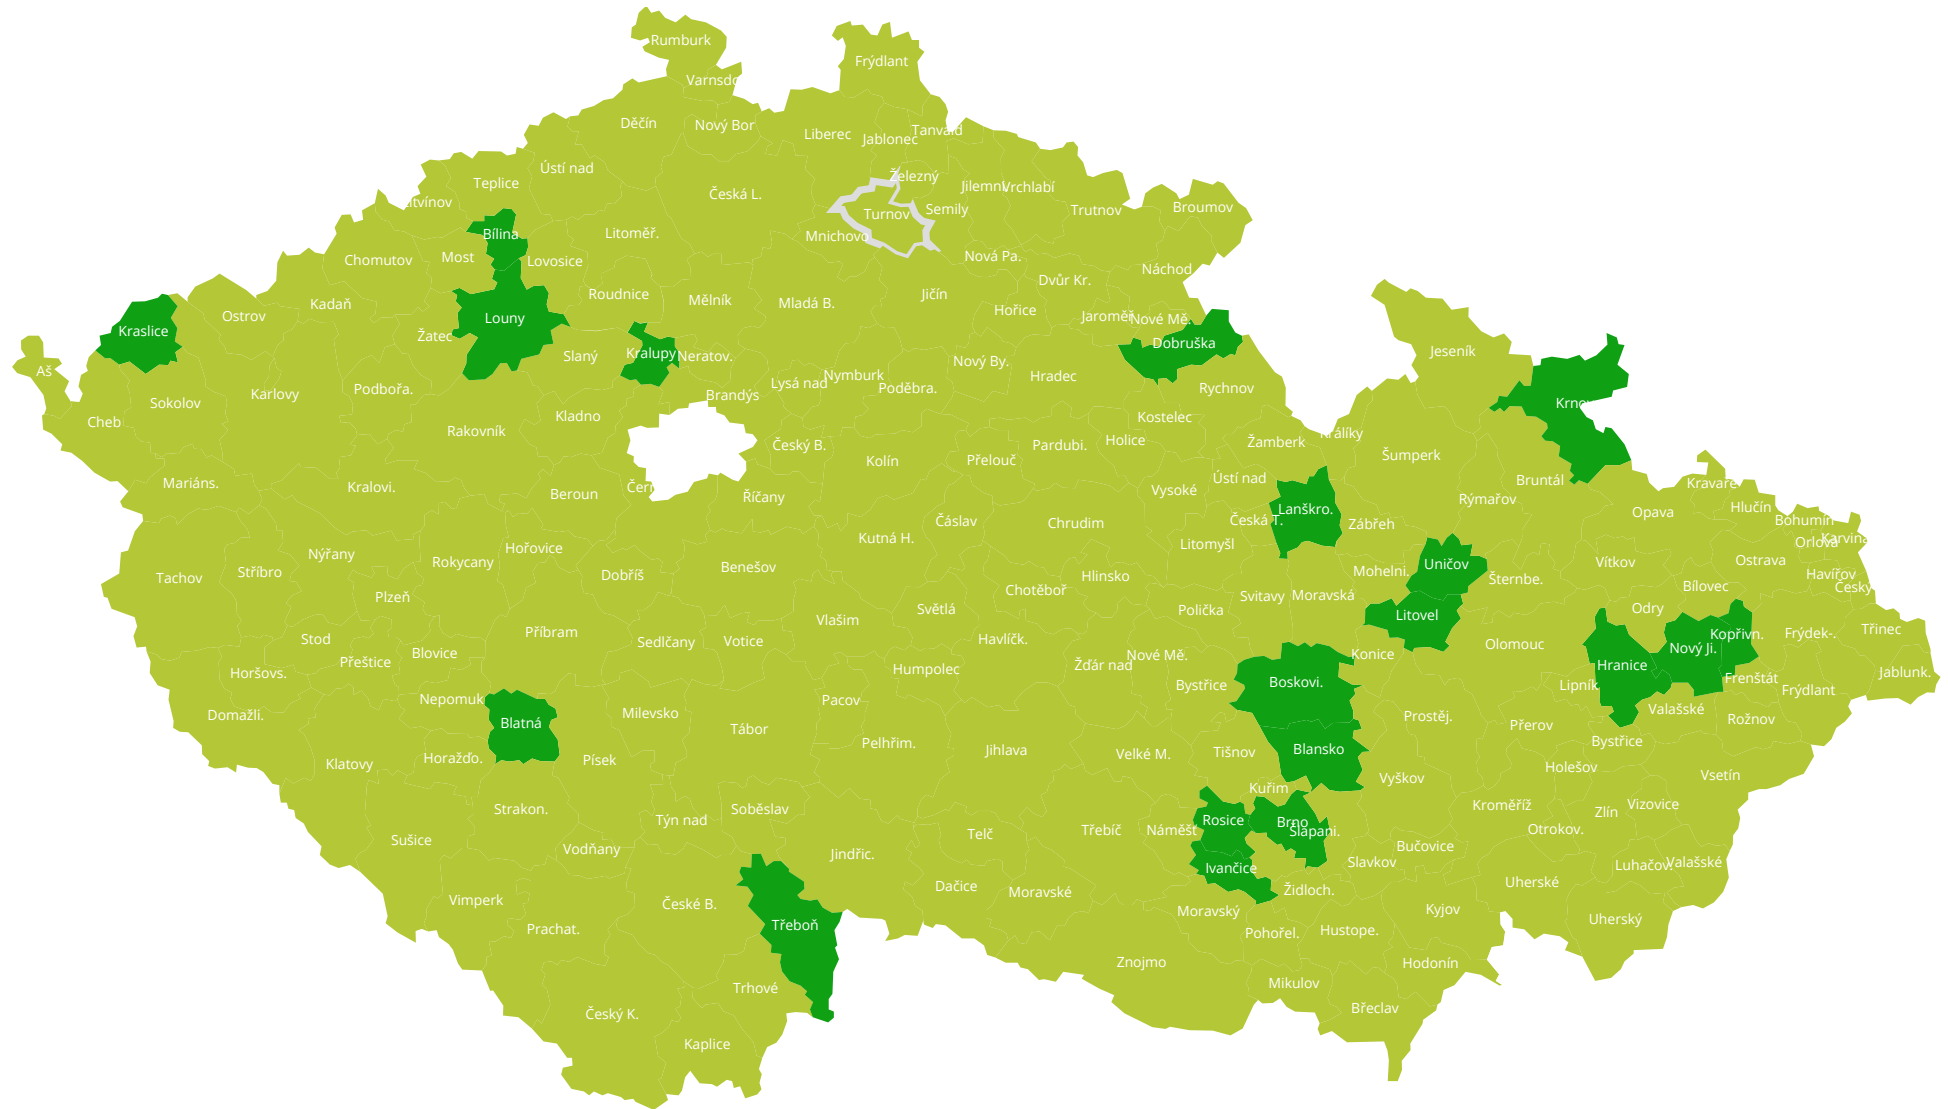 Rumburk
Frýdlant
Varnsdo
Děčín
Nový Bor
Liberec
Tanvald
Jablonec
Ústí nad
Teplice
Železný
Jilemni
Vrchlabí
Česká L.
itvínov
Semily
Trutnov
Broumov
Turnov
Bílina
Litoměř.
Mnichovo
Most
Chomutov
Lovosice
Nová Pa.
Náchod
Dvůr Kr.
Roudnice
Jičín
Mělník
Mladá B.
Kadaň
Hořice
Ostrov
Louny
Jaroměř
Nové Mě.
Kraslice
Žatec
Dobruška
Kralupy
Slaný
Neratov.
Jeseník
Nový By.
Aš
Nymburk
Hradec
Lysá nad
Poděbra.
Rychnov
Podbořa.
Karlovy
Brandýs
Sokolov
Krno
Kladno
Kostelec
Cheb
Rakovník
Králíky
Holice
Žamberk
Český B.
Pardubi.
Šumperk
Kolín
Přelouč
Ústí nad
Bruntál
Mariáns.
Kralovi.
Čern
Kravaře
Vysoké
Beroun
Říčany
Rýmařov
Hlučín
Lanškro.
Opava
Čáslav
Chrudim
Česká T.
Zábřeh
Bohumín
Kutná H.
Karviná
Orlová
Litomyšl
Hořovice
Nýřany
Ostrava
Rokycany
Vítkov
Uničov
Stříbro
Benešov
Mohelni.
Havířov
Dobříš
Hlinsko
Tachov
Šternbe.
Bílovec
Český
Chotěboř
Plzeň
Svitavy
Moravská
Odry
Světlá
Polička
Litovel
Vlašim
Třinec
Příbram
Frýdek-.
Kopřivn.
Stod
Havlíčk.
Sedlčany
Votice
Olomouc
Nový Ji.
Blovice
Konice
Nové Mě.
Přeštice
Žďár nad
Hranice
Humpolec
Jablunk.
Horšovs.
Frenštát
Boskovi.
Bystřice
Lipník
Frýdlant
Nepomuk
Pacov
Valašské
Milevsko
Domažli.
Prostěj.
Rožnov
Blatná
Přerov
Tábor
Pelhřim.
Bystřice
Jihlava
Blansko
Tišnov
Velké M.
Horažďo.
Písek
Klatovy
Holešov
Vsetín
Vyškov
Kuřim
Vizovice
Kroměříž
Strakon.
Soběslav
Zlín
Týn nad
Rosice
Brno
Otrokov.
Třebíč
Náměšť
Šlapani.
Telč
Sušice
Bučovice
Vodňany
Jindřic.
Slavkov
Valašské
Luhačov.
Ivančice
Uherské
Dačice
Židloch.
Moravské
Vimperk
České B.
Kyjov
Moravský
Uherský
Třeboň
Prachat.
Hustope.
Pohořel.
Znojmo
Hodonín
Mikulov
Trhové
Břeclav
Český K.
Kaplice